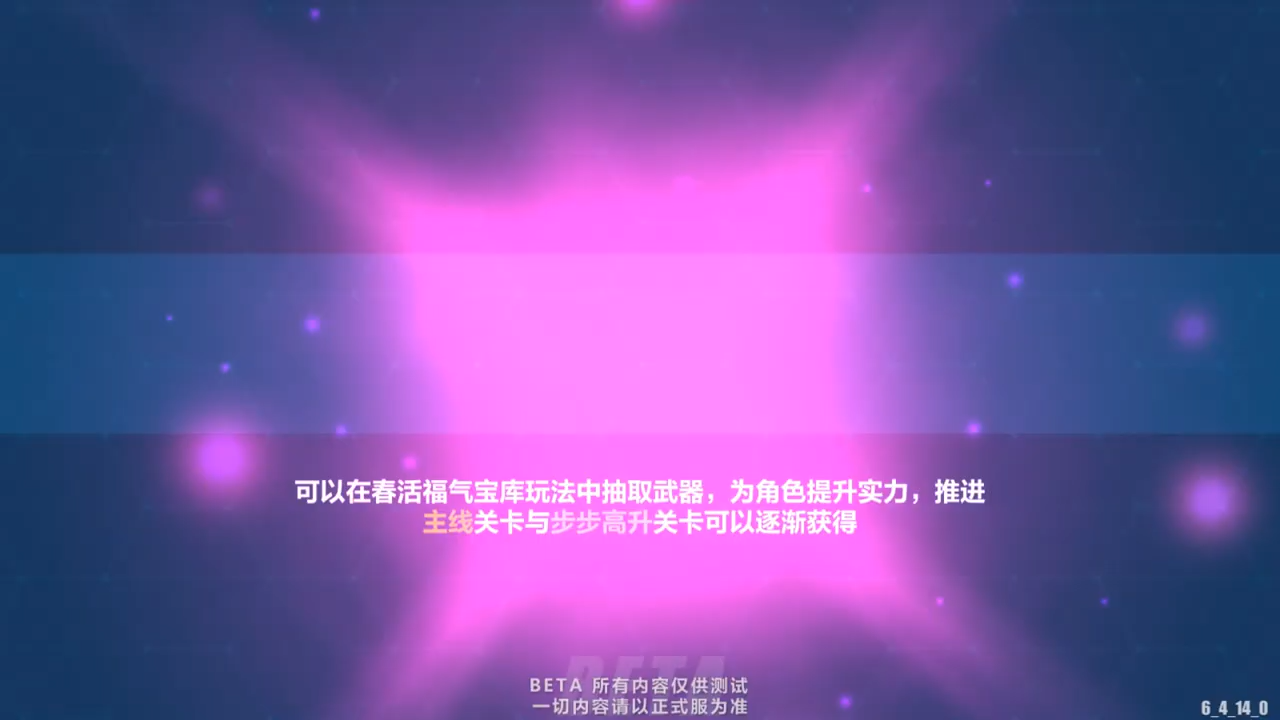 可以在春活福气宝库玩法中抽取武器，为角色提升实力，推进
主线关卡与步步高升关卡可以逐渐获得
BETA
BETA 所有内容仅供测试
一切内容请以正式服为准
6_4_14_0